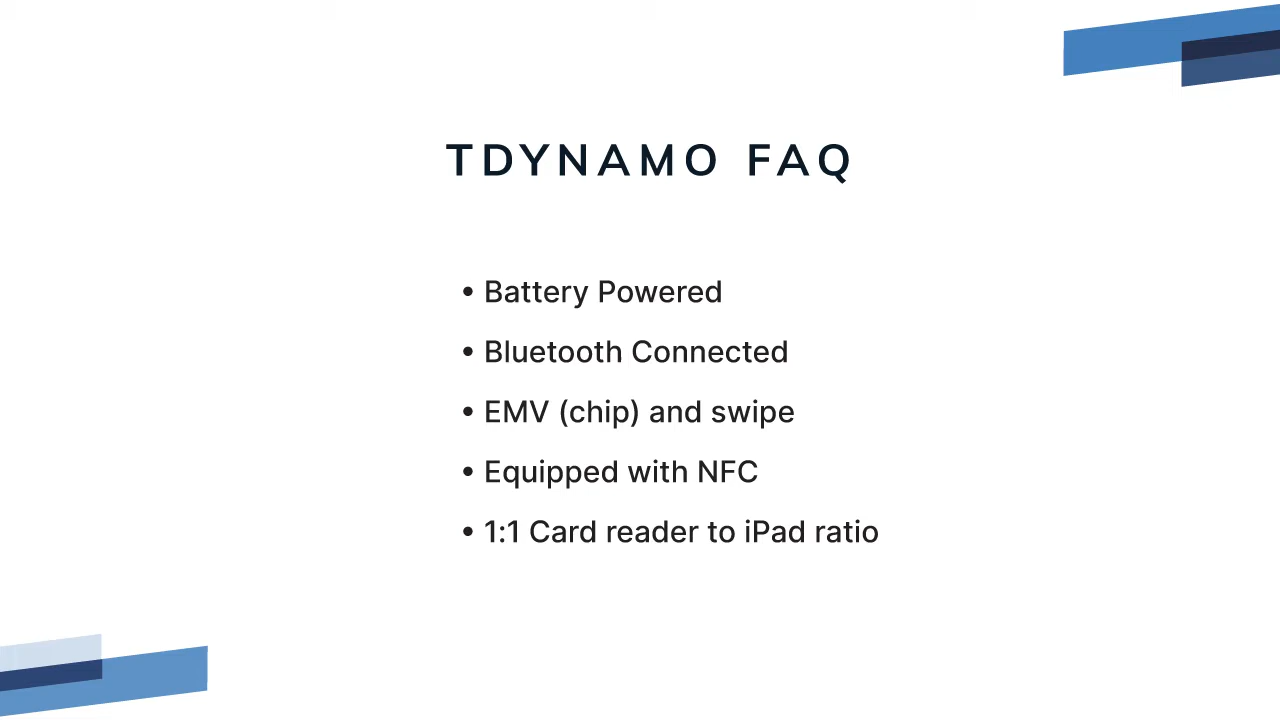 TDYNAMO FAQ
• Battery Powered
• Bluetooth Connected
• EMV (chip) and swipe
• Equipped with NFC
• 1:1 Card reader to iPad ratio